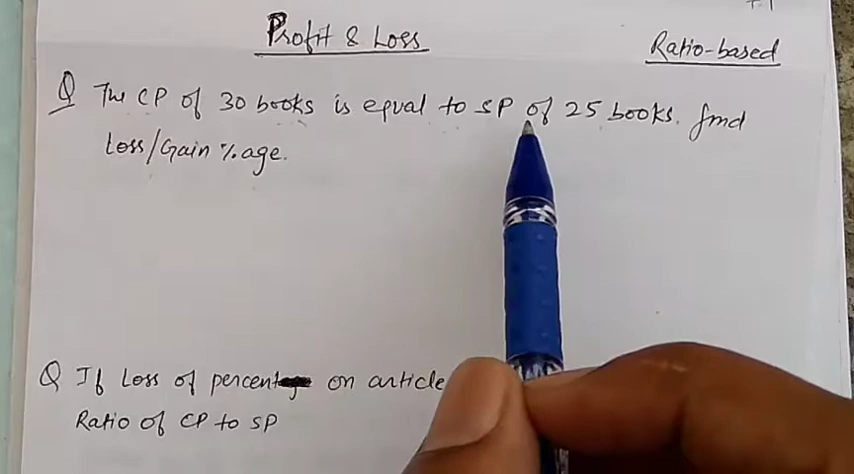 Profit & Loss
Ratio-based
Q The CP of 30 books is equal to SP of 25 books. find
Loss/Gain %age.
Q If Loss of percent on article
Ratio of CP to SP